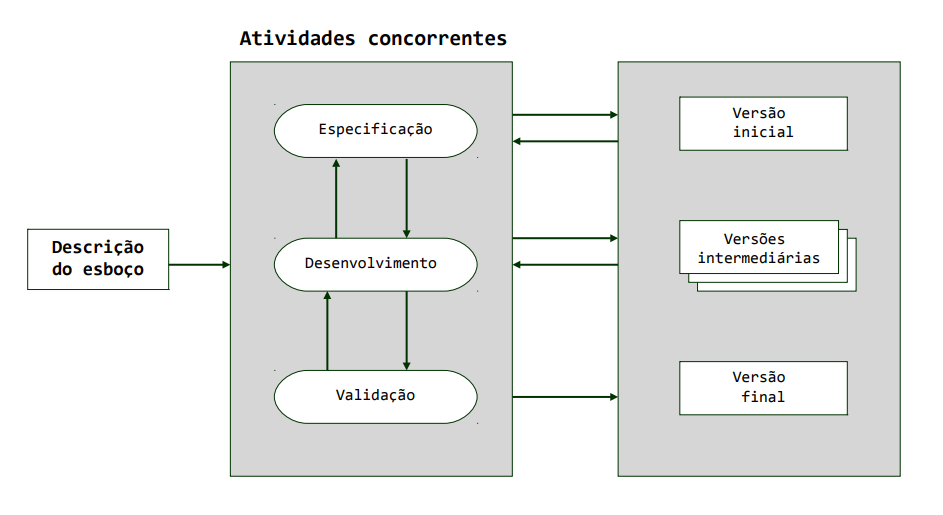 Atividades concorrentes
Especificação
Versão
inicial
Descrição
do esboço
Desenvolvimento
Versões
intermediárias
Validação
Versão
final